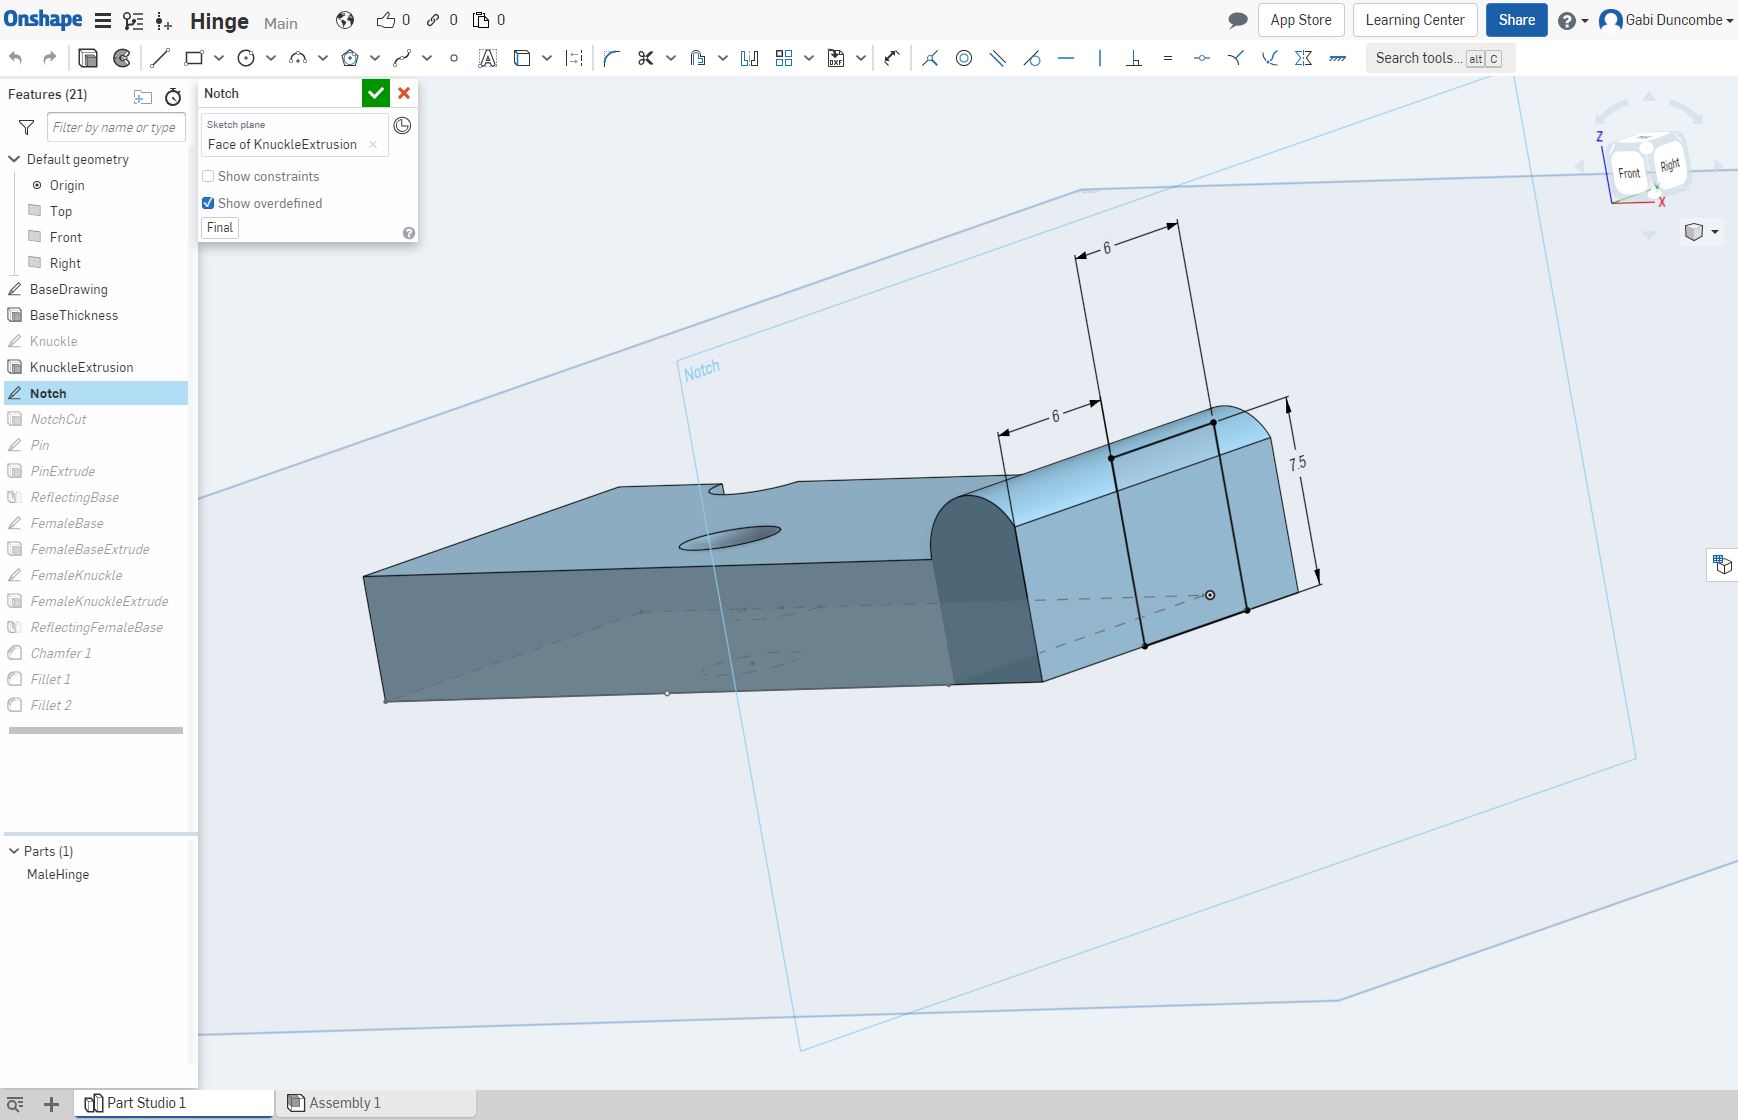 Onshape Hinge Main 0 0 0 App Store Learning Center Share ? Gabi Duncombe
DXF Search tools... alt C
Features (21)
Filter by name or type
Default geometry
Origin
Top
Front
Right
BaseDrawing
BaseThickness
Knuckle
KnuckleExtrusion
Notch
NotchCut
Pin
PinExtrude
ReflectingBase
FemaleBase
FemaleBaseExtrude
FemaleKnuckle
FemaleKnuckleExtrude
ReflectingFemaleBase
Chamfer 1
Fillet 1
Fillet 2
Parts (1)
MaleHinge
Notch
Sketch plane
Face of KnuckleExtrusion
Show constraints
Show overdefined
Final
?
Notch
6
6
7.5
Z
Front
Right
X
Part Studio 1
Assembly 1